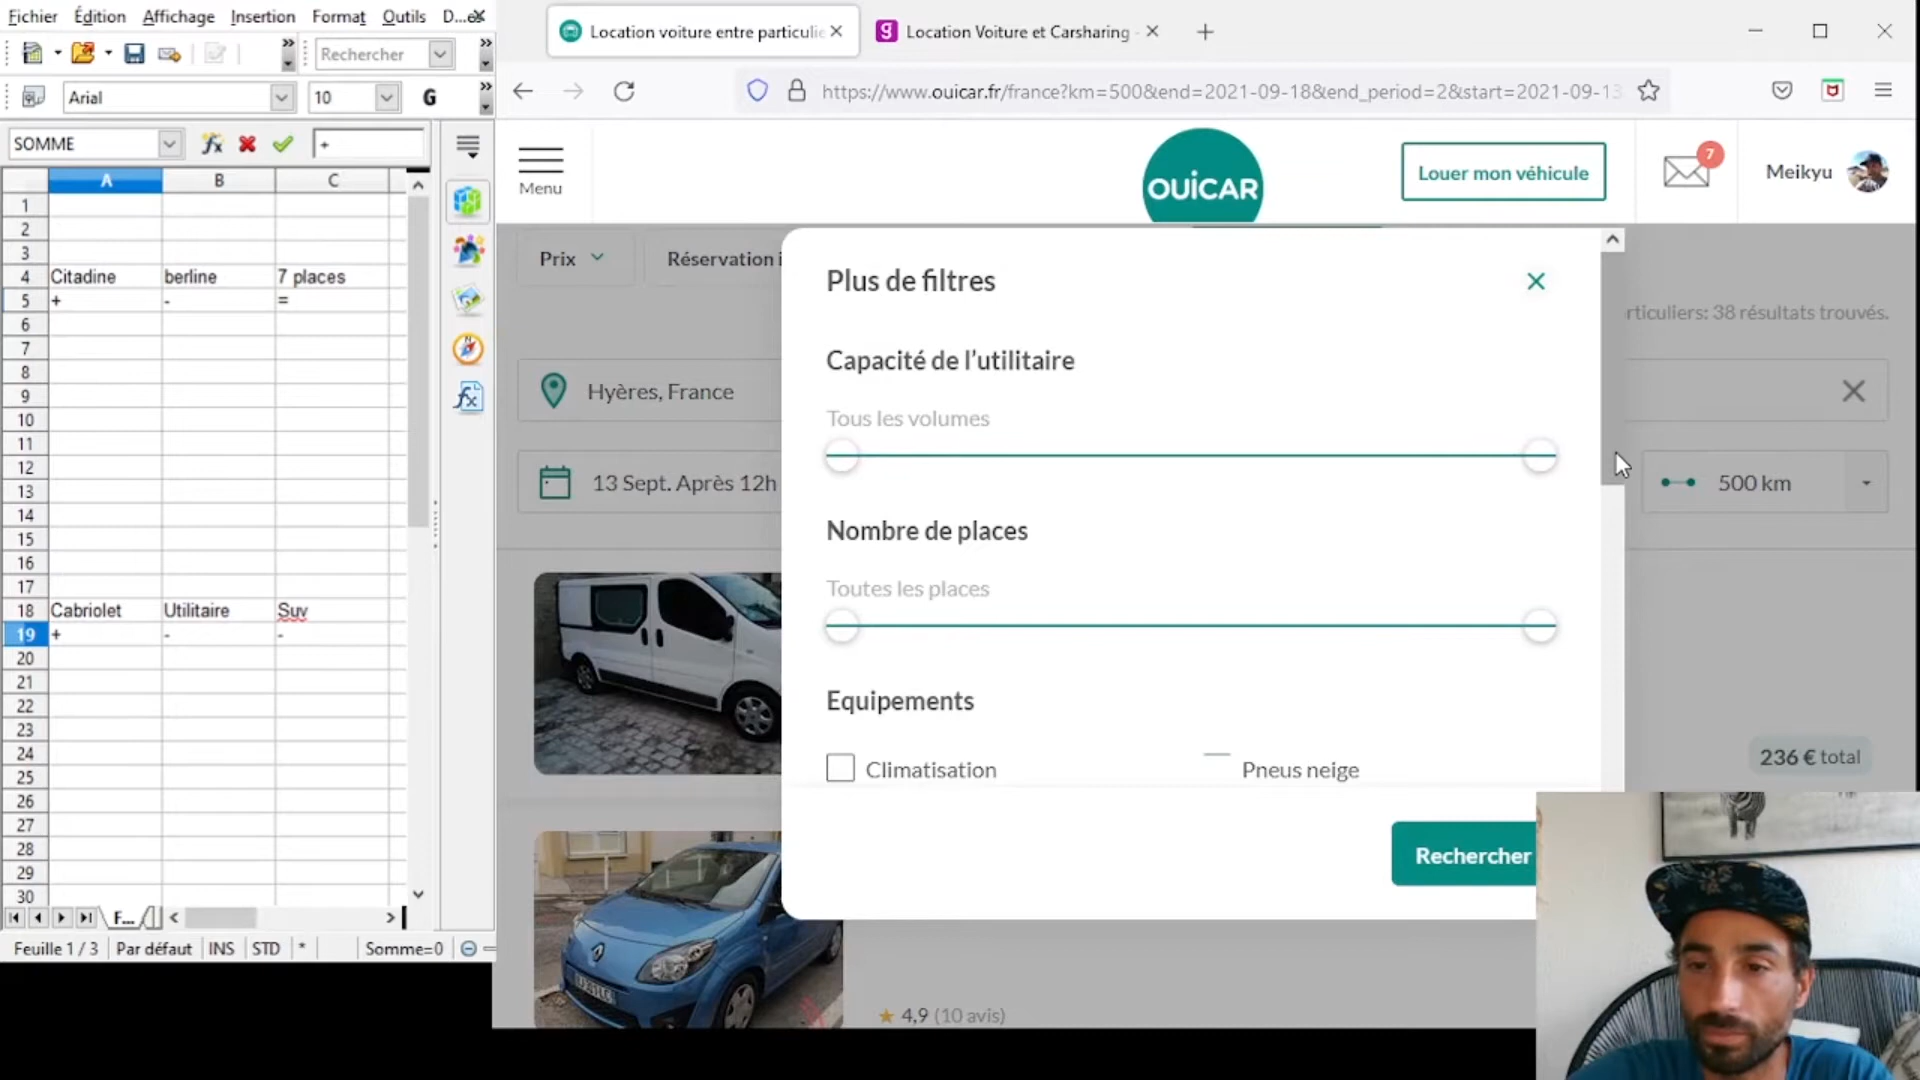 Fichier Édition Affichage Insertion Format Outils
Rechercher
Arial 10 G
SOMME +
A B C
1
2
3
4 Citadine berline 7 places
5 + - =
6
7
8
9
10
11
12
13
14
15
16
17
18 Cabriolet Utilitaire Suv
19 + - -
20
21
22
23
24
25
26
27
28
29
30
F...
Feuille 1 / 3 Par défaut INS STD * Somme=0
Location voiture entre particulie
g Location Voiture et Carsharing -
https://www.ouicar.fr/france?km=500&end=2021-09-18&end_period=2&start=2021-09-13
Menu
OUICAR
Louer mon véhicule
7
Meikyu
Prix
Réservation i
rticuliers: 38 résultats trouvés.
Hyères, France
13 Sept. Après 12h
500 km
Plus de filtres
Capacité de l'utilitaire
Tous les volumes
Nombre de places
Toutes les places
Equipements
Climatisation Pneus neige
Rechercher
236 € total
4,9 (10 avis)